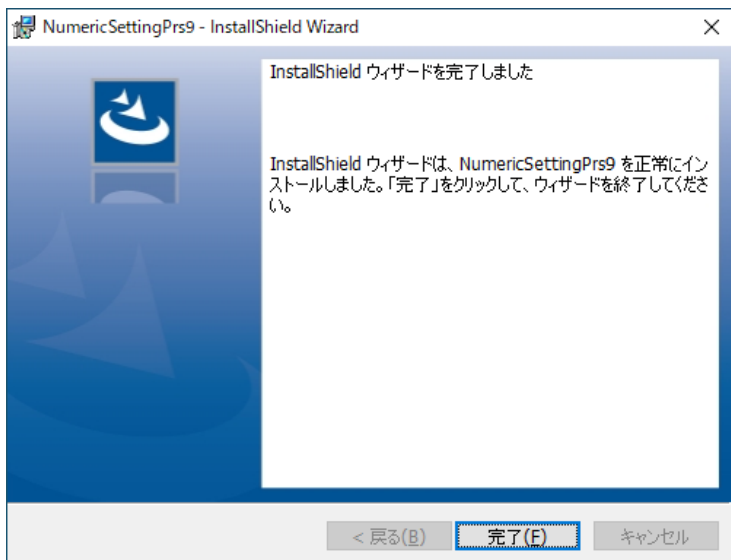 NumericSettingPrs9 - InstallShield Wizard
InstallShield ウィザードを完了しました
InstallShield ウィザードは、NumericSettingPrs9 を正常にイン
ストールしました。「完了」をクリックして、ウィザードを終了してくださ
い。
< 戻る(B) 完了(F) キャンセル